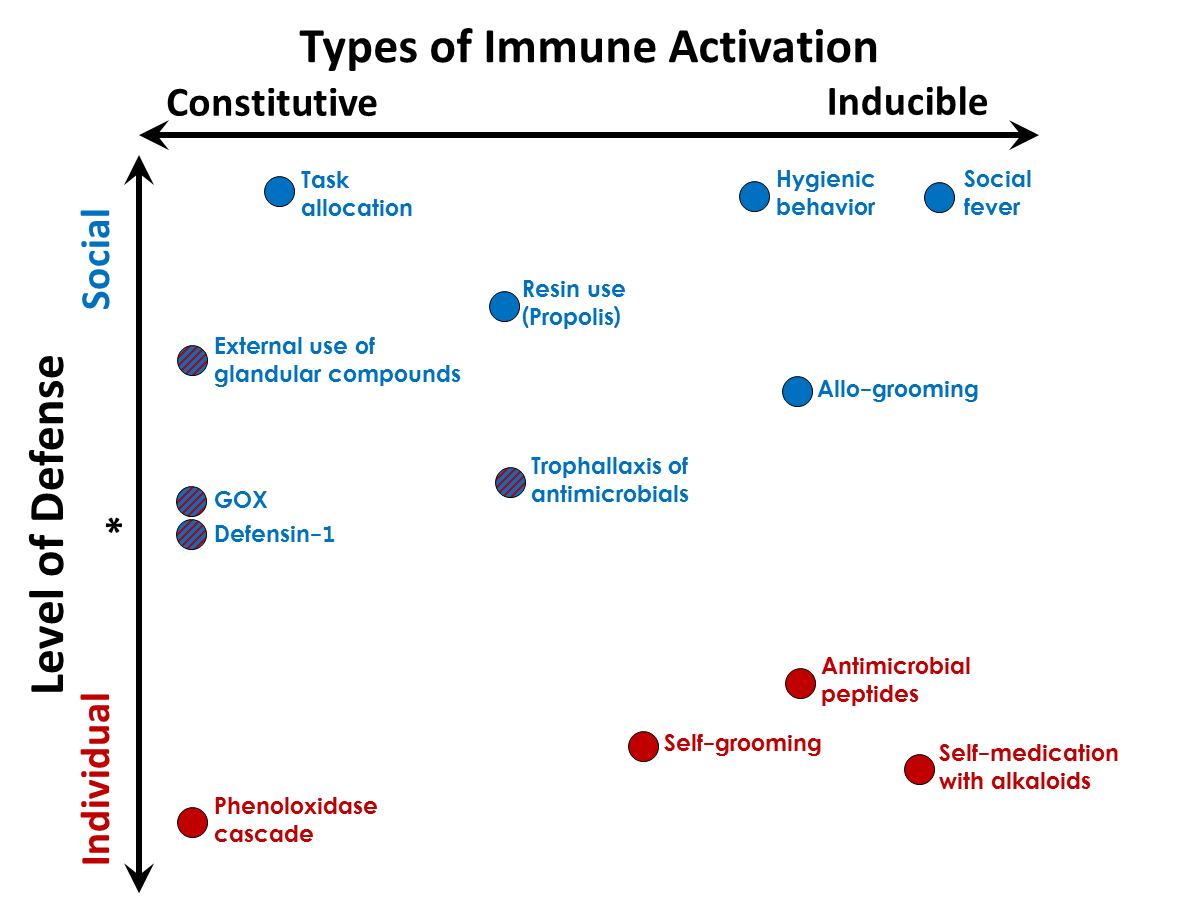 Types of Immune Activation
Constitutive
Inducible
Level of Defense
Social
*
Individual
Task
allocation
Hygienic
behavior
Social
fever
Resin use
(Propolis)
External use of
glandular compounds
Allo-grooming
Trophallaxis of
antimicrobials
GOX
Defensin-1
Antimicrobial
peptides
Self-grooming
Self-medication
with alkaloids
Phenoloxidase
cascade